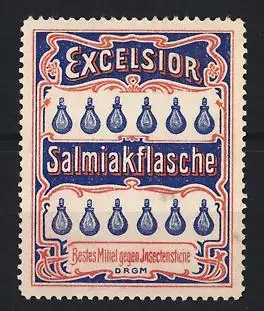 EXCELSIOR
Salmiakflasche
Bestes Mittel gegen Insectenstiche
DRGM